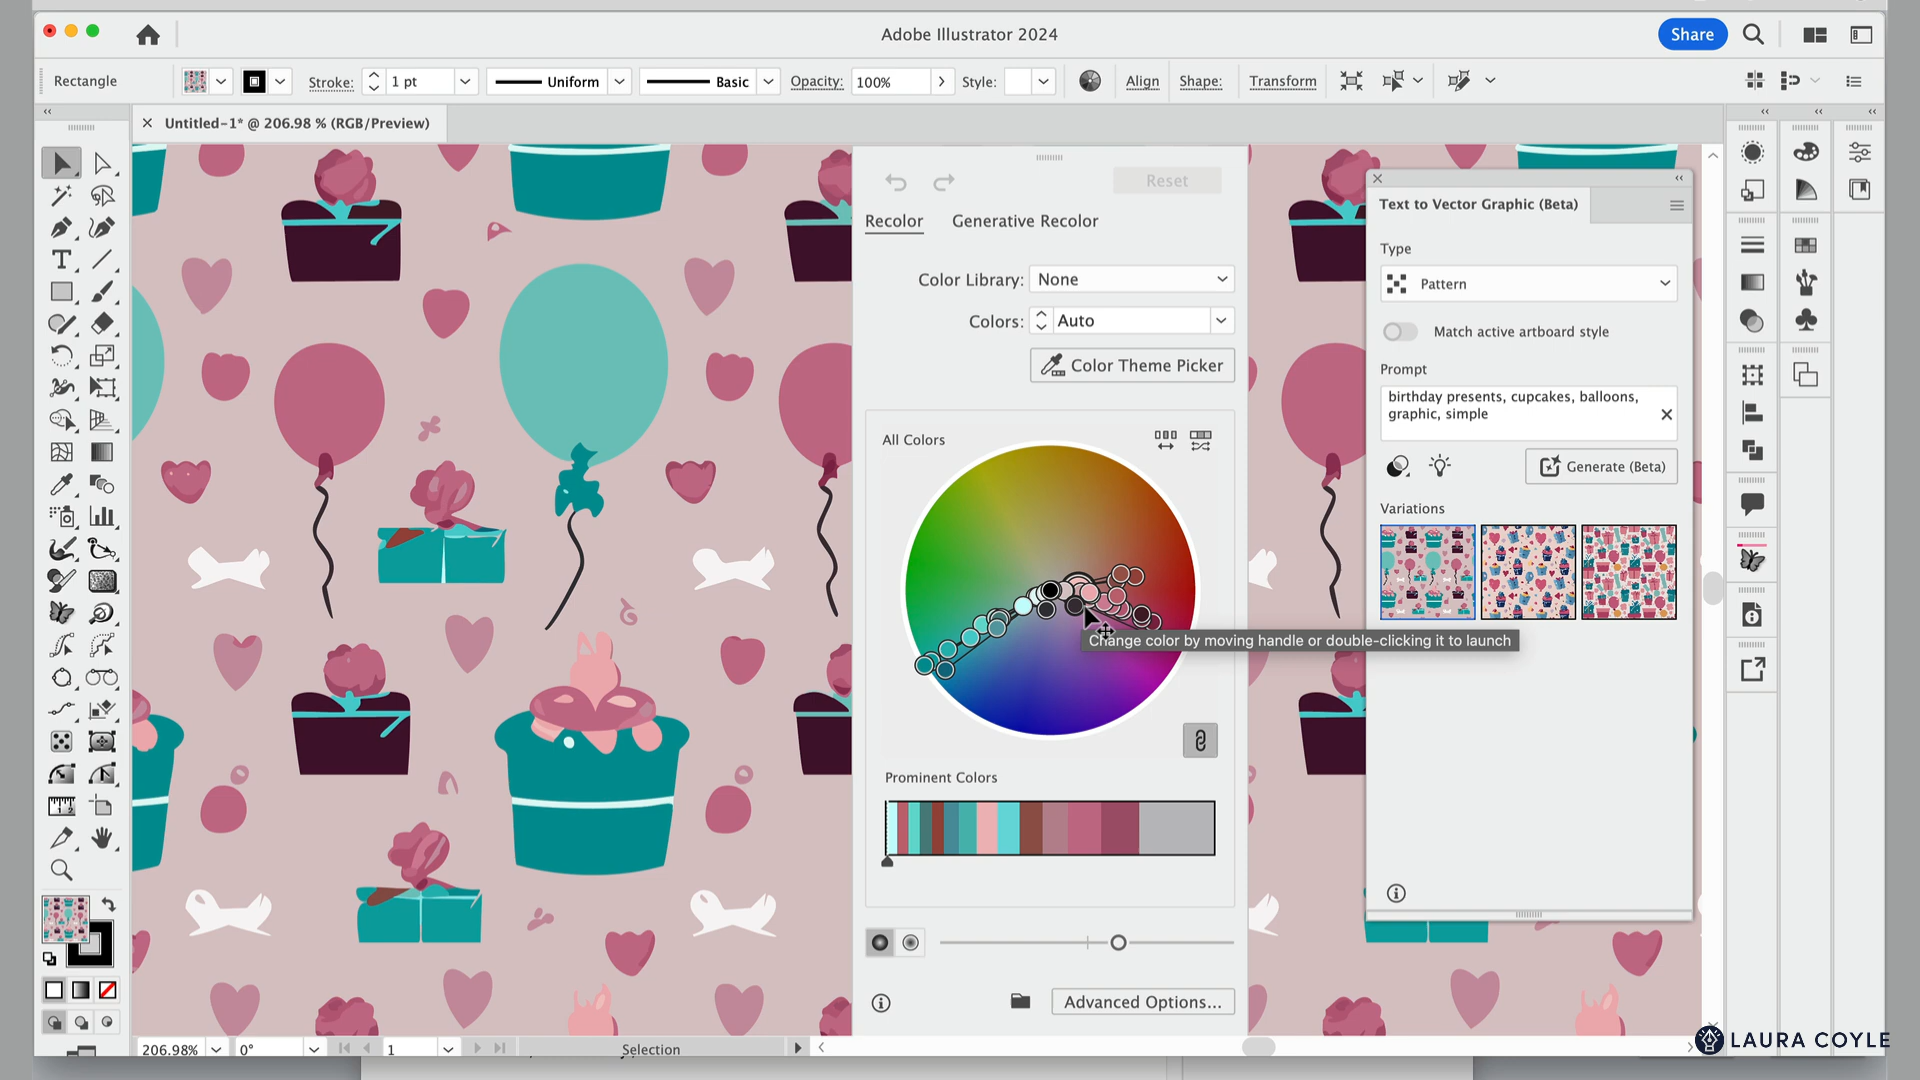 Adobe Illustrator 2024
Share
Rectangle
Stroke:
1 pt
Uniform
Basic
Opacity:
100%
Style:
Align
Shape:
Transform
Untitled-1* @ 206.98 % (RGB/Preview)
Reset
Recolor
Generative Recolor
Color Library:
None
Colors:
Auto
Color Theme Picker
All Colors
Change color by moving handle or double-clicking it to launch
Prominent Colors
Advanced Options...
Text to Vector Graphic (Beta)
Type
Pattern
Match active artboard style
Prompt
birthday presents, cupcakes, balloons,
graphic, simple
Generate (Beta)
Variations
206.98%
0°
1
Selection
LAURA COYLE